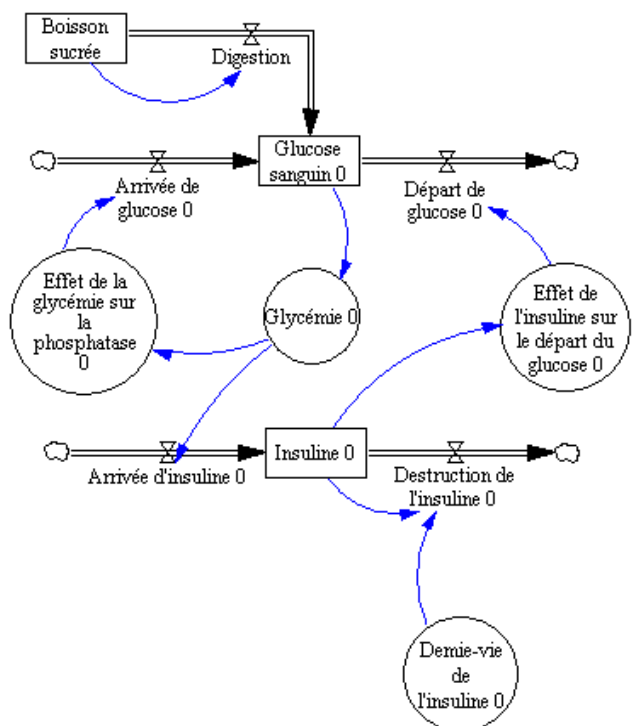 Boisson
sucrée
Digestion
Glucose
sanguin 0
Arrivée de
glucose 0
Départ de
glucose 0
Effet de la
glycémie sur
la
phosphatase
0
Glycémie 0
Effet de
l'insuline sur
le départ du
glucose 0
Insuline 0
Arrivée d'insuline 0
Destruction de
l'insuline 0
Demie-vie
de
l'insuline 0